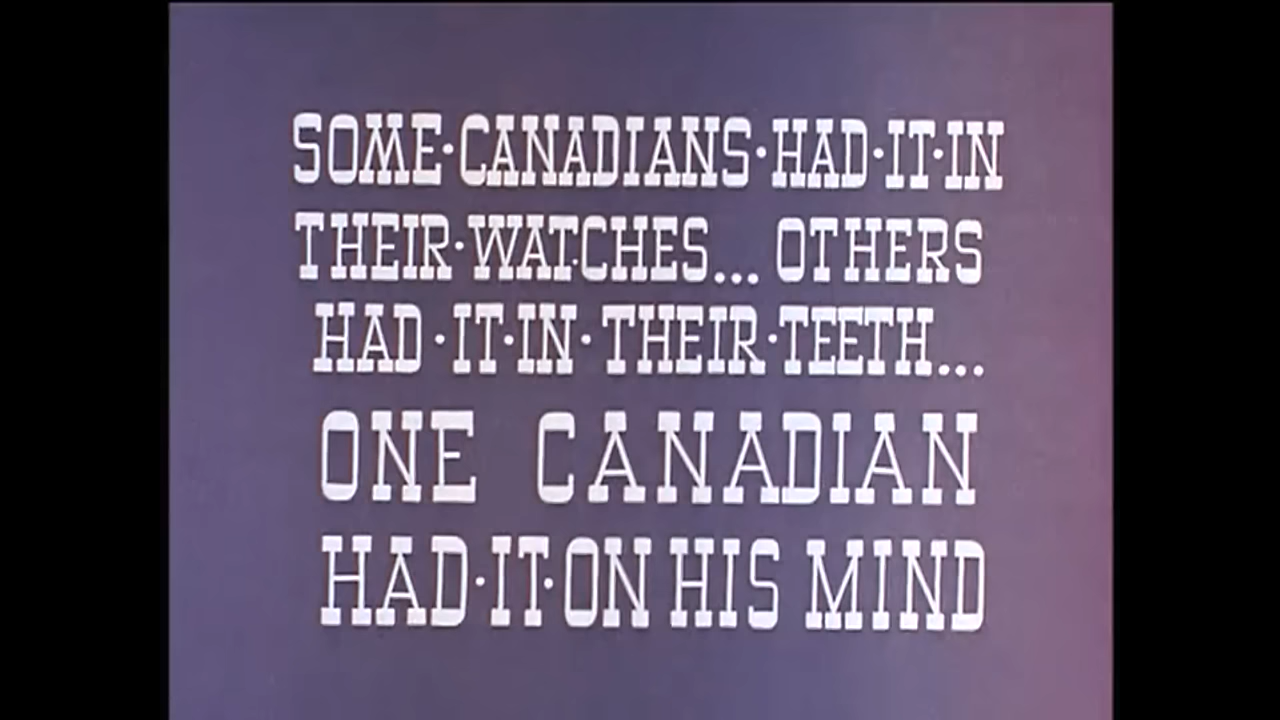 SOME·CANADIANS·HAD·IT·IN
THEIR·WATCHES... OTHERS
HAD·IT·IN·THEIR·TEETH...
ONE CANADIAN
HAD·IT·ON HIS MIND